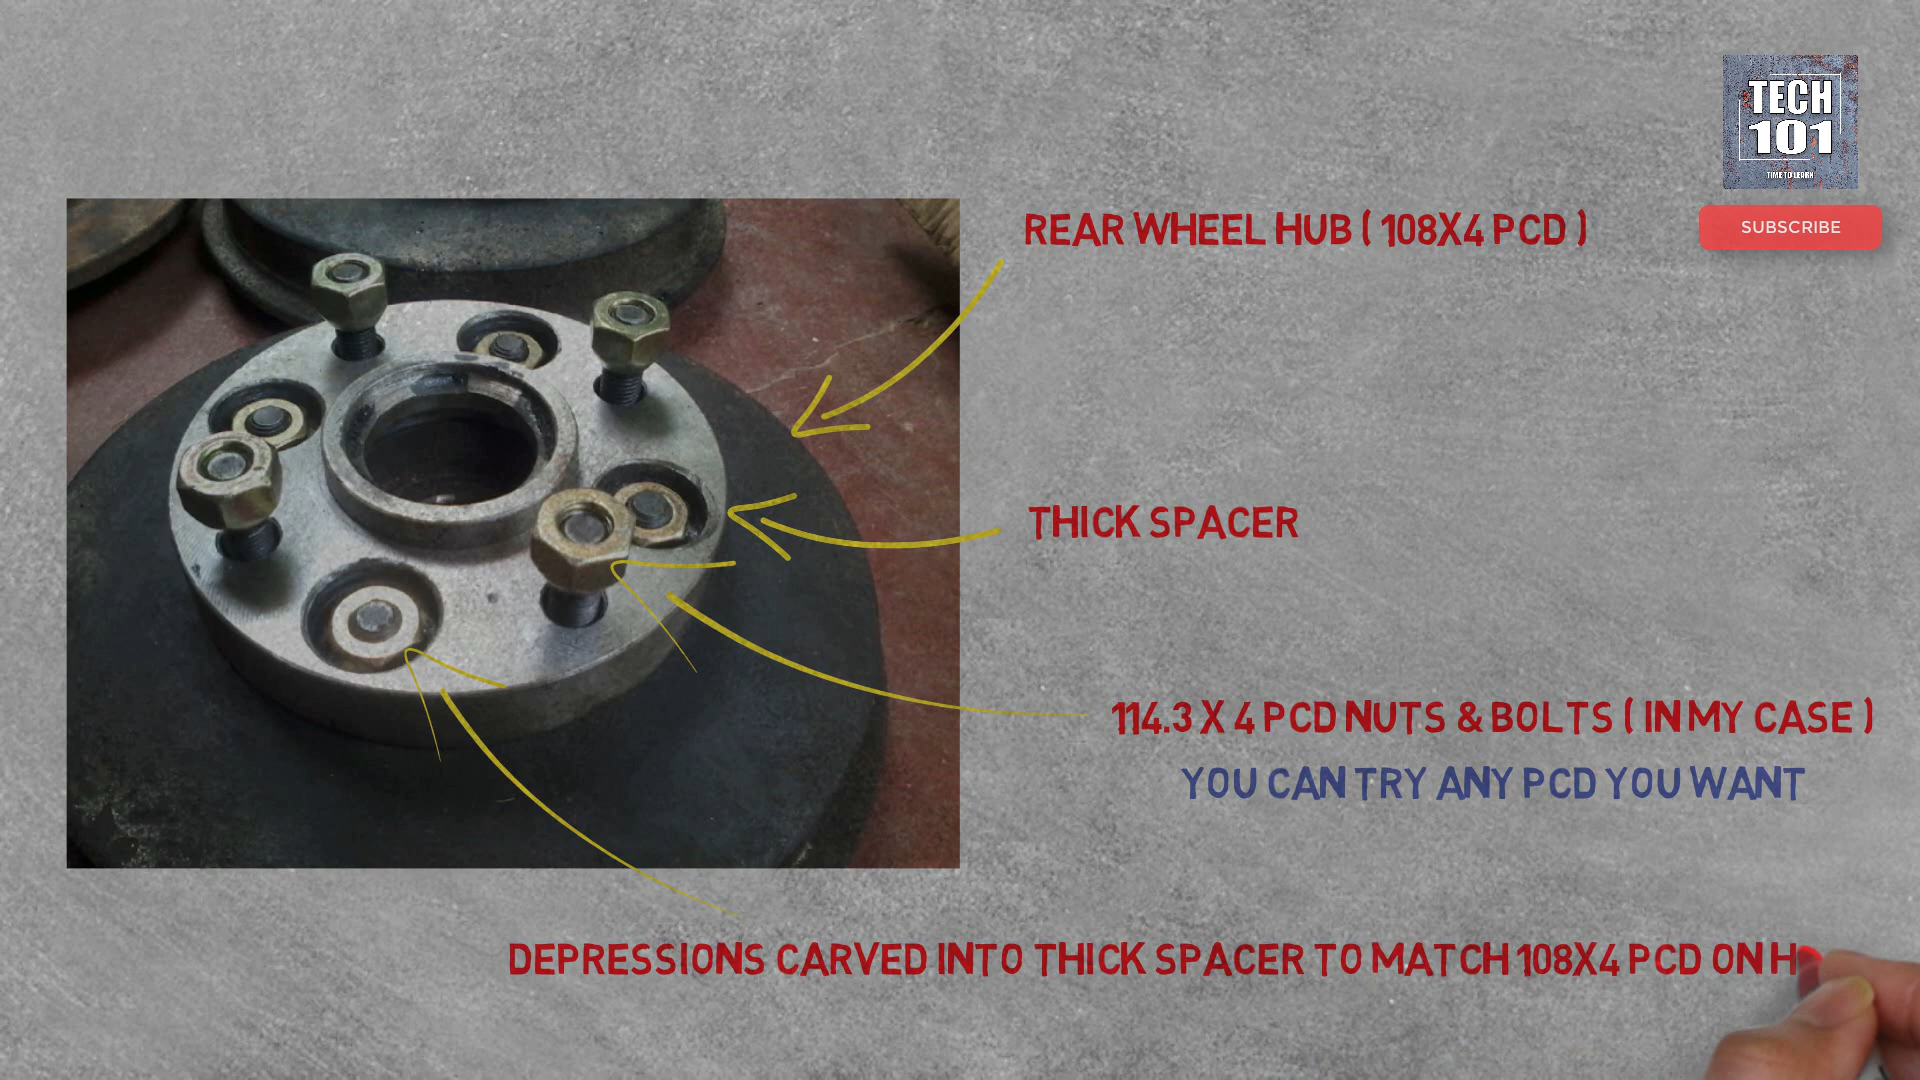 TECH
101
TIME TO LEARN
SUBSCRIBE
REAR WHEEL HUB ( 108X4 PCD )
THICK SPACER
114.3 X 4 PCD NUTS & BOLTS ( IN MY CASE )
YOU CAN TRY ANY PCD YOU WANT
DEPRESSIONS CARVED INTO THICK SPACER TO MATCH 108X4 PCD ON H